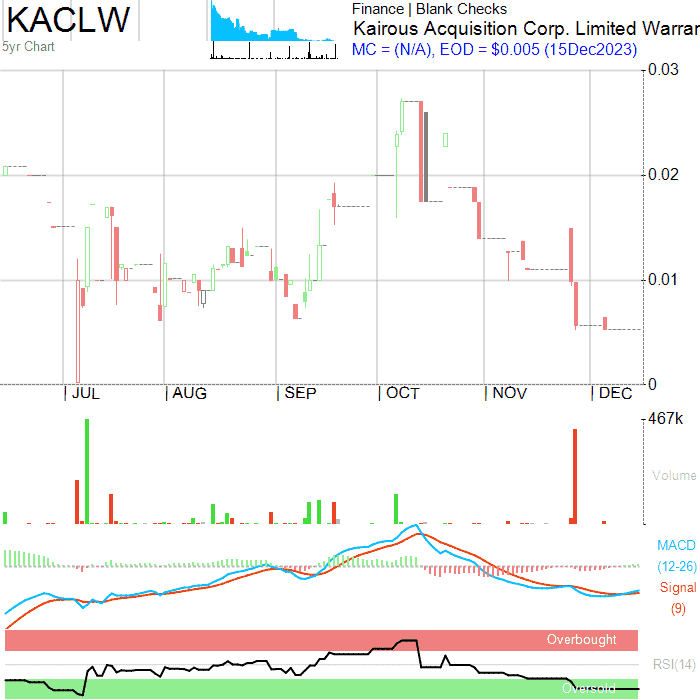 KACLW
5yr Chart
Finance | Blank Checks
Kairous Acquisition Corp. Limited Warrar
MC = (N/A), EOD = $0.005 (15Dec2023)
0.03
0.02
0.01
0
JUL AUG SEP OCT NOV DEC
467k
Volume
MACD
(12-26)
Signal
(9)
Overbought
RSI(14)
Oversold